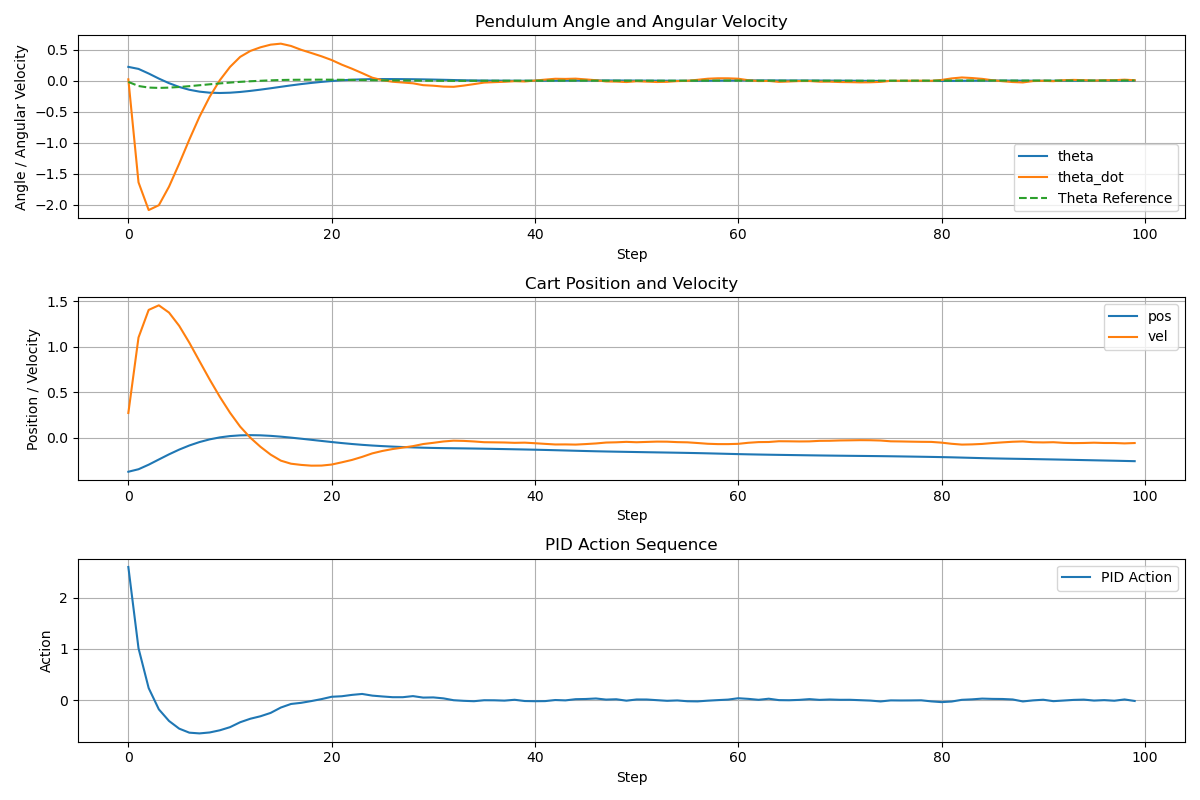 Pendulum Angle and Angular Velocity
Angle / Angular Velocity
0.5
0.0
−0.5
−1.0
−1.5
−2.0
theta
theta_dot
Theta Reference
0 20 40 60 80 100
Step
Cart Position and Velocity
Position / Velocity
1.5
1.0
0.5
0.0
pos
vel
0 20 40 60 80 100
Step
PID Action Sequence
Action
2
1
0
PID Action
0 20 40 60 80 100
Step